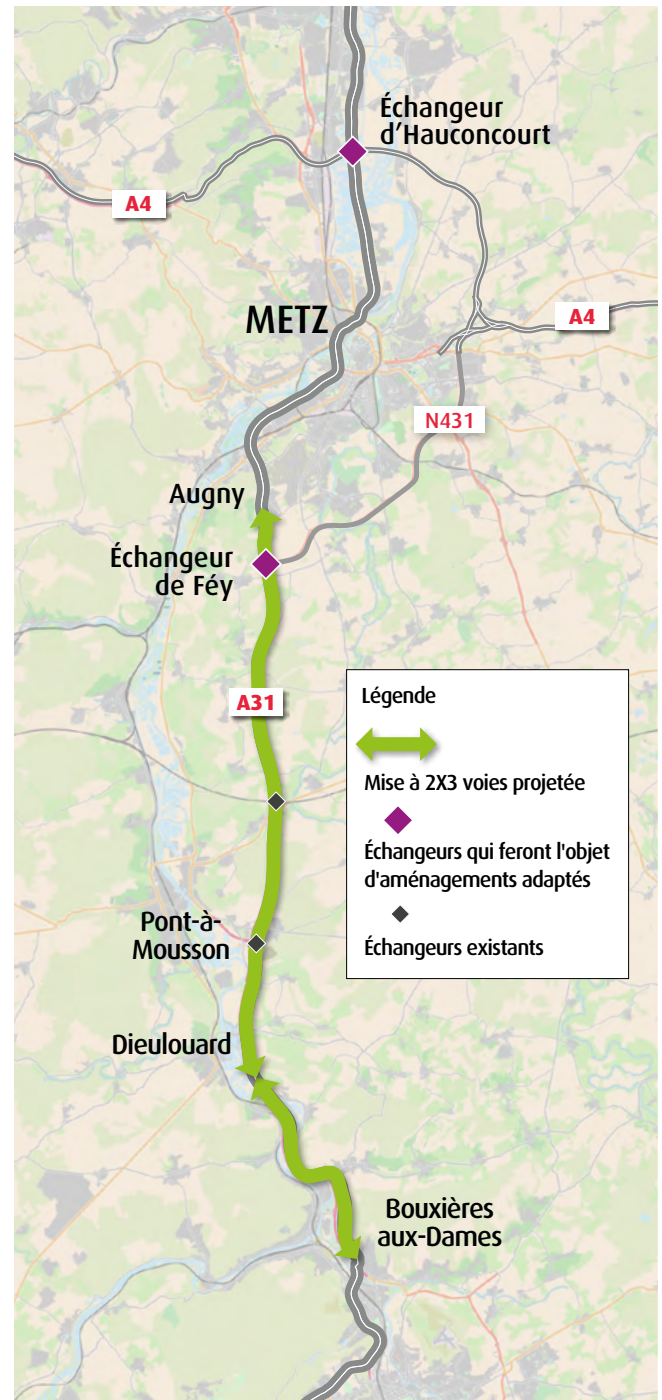 Échangeur
d'Hauconcourt
A4
METZ
A4
N431
Augny
Échangeur
de Féy
A31
Légende
Mise à 2X3 voies projetée
Échangeurs qui feront l'objet
d'aménagements adaptés
Échangeurs existants
Pont-à-
Mousson
Dieulouard
Bouxières
aux-Dames